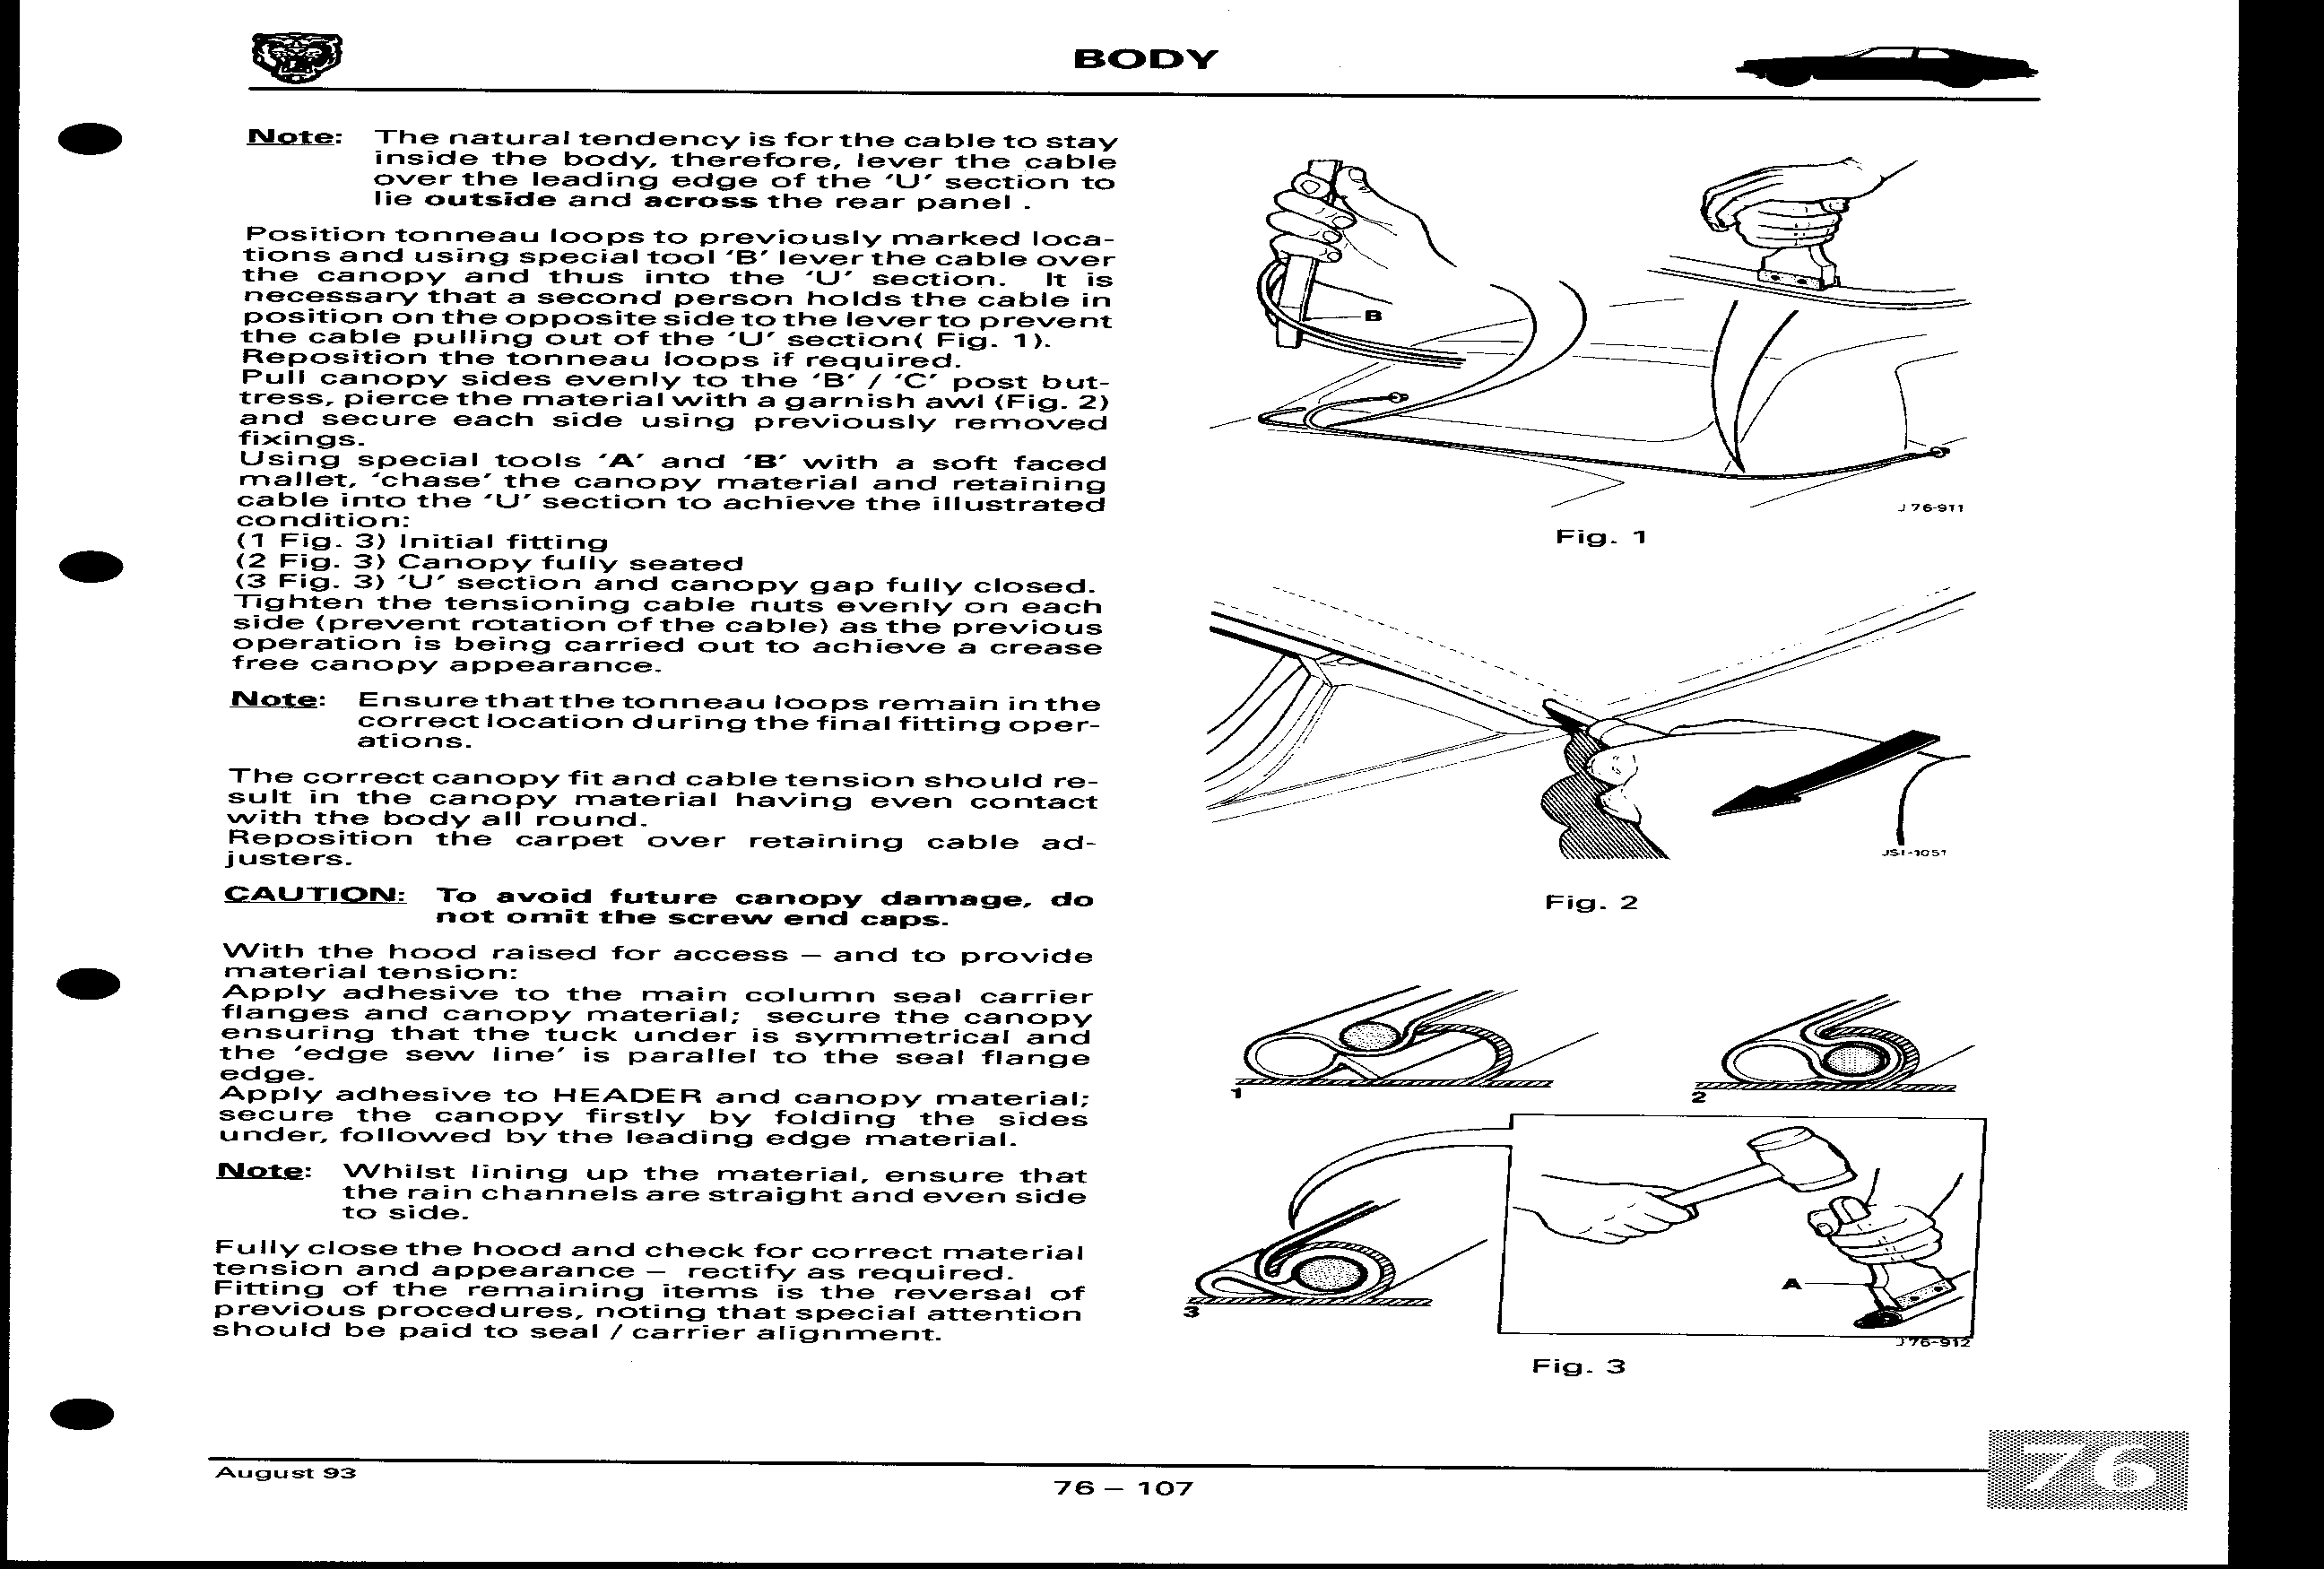 BODY
Note: The natural tendency is for the cable to stay
inside the body, therefore, lever the cable
over the leading edge of the ‘U’ section to
lie outside and across the rear panel .
Position tonneau loops to previously marked loca-
tions and using special tool ‘B’ lever the cable over
the canopy and thus into the ‘U’ section. It is
necessary that a second person holds the cable in
position on the opposite side to the lever to prevent
the cable pulling out of the ‘U’ section( Fig. 1).
Reposition the tonneau loops if required.
Pull canopy sides evenly to the ‘B’ / ‘C’ post but-
tress, pierce the material with a garnish awl (Fig. 2)
and secure each side using previously removed
fixings.
Using special tools ‘A’ and ‘B’ with a soft faced
mallet, ‘chase’ the canopy material and retaining
cable into the ‘U’ section to achieve the illustrated
condition:
(1 Fig. 3) Initial fitting
(2 Fig. 3) Canopy fully seated
(3 Fig. 3) ‘U’ section and canopy gap fully closed.
Tighten the tensioning cable nuts evenly on each
side (prevent rotation of the cable) as the previous
operation is being carried out to achieve a crease
free canopy appearance.
Note: Ensure that the tonneau loops remain in the
correct location during the final fitting oper-
ations.
The correct canopy fit and cable tension should re-
sult in the canopy material having even contact
with the body all round.
Reposition the carpet over retaining cable ad-
justers.
CAUTION: To avoid future canopy damage, do
not omit the screw end caps.
With the hood raised for access – and to provide
material tension:
Apply adhesive to the main column seal carrier
flanges and canopy material; secure the canopy
ensuring that the tuck under is symmetrical and
the ‘edge sew line’ is parallel to the seal flange
edge.
Apply adhesive to HEADER and canopy material;
secure the canopy firstly by folding the sides
under, followed by the leading edge material.
Note: Whilst lining up the material, ensure that
the rain channels are straight and even side
to side.
Fully close the hood and check for correct material
tension and appearance – rectify as required.
Fitting of the remaining items is the reversal of
previous procedures, noting that special attention
should be paid to seal / carrier alignment.
B
J 76-911
Fig. 1
JS1-1051
Fig. 2
1
2
3
A
J 76-912
Fig. 3
August 93
76 – 107
76